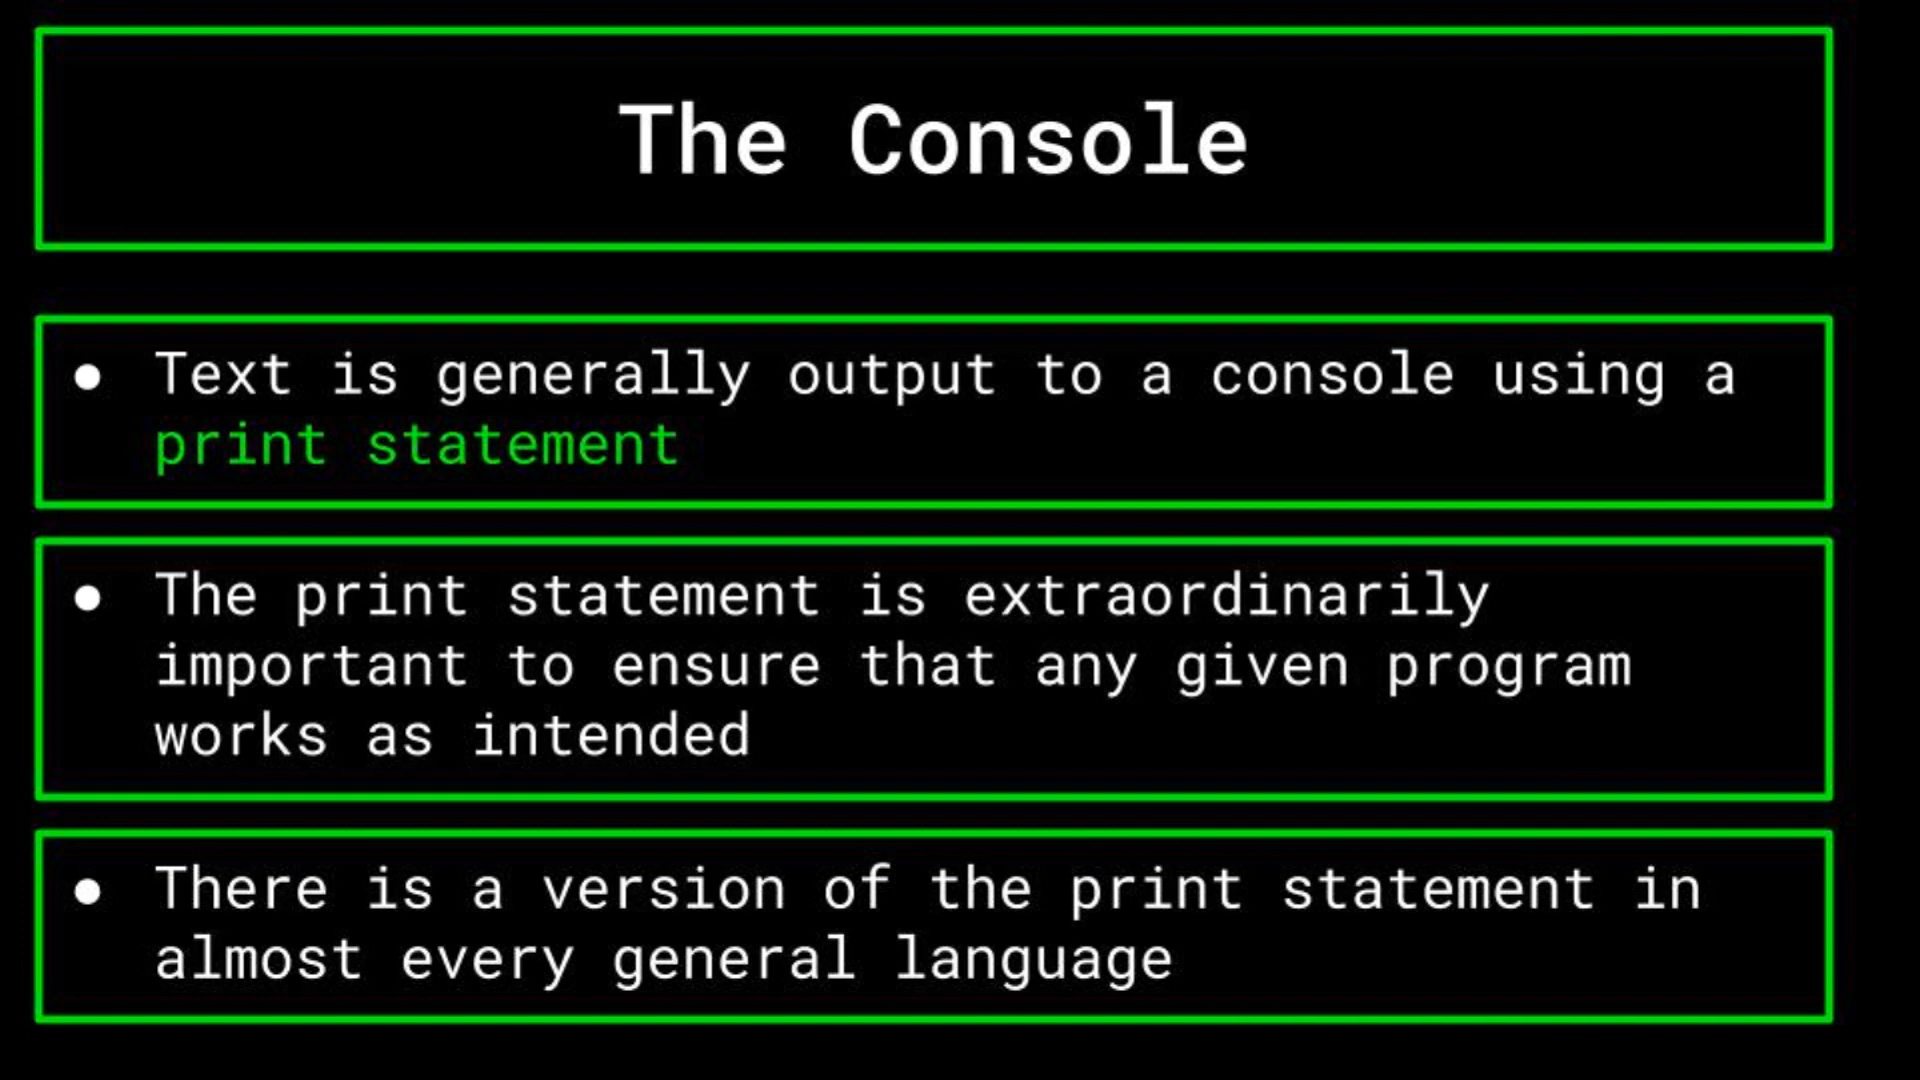 The Console
● Text is generally output to a console using a
print statement
● The print statement is extraordinarily
important to ensure that any given program
works as intended
● There is a version of the print statement in
almost every general language